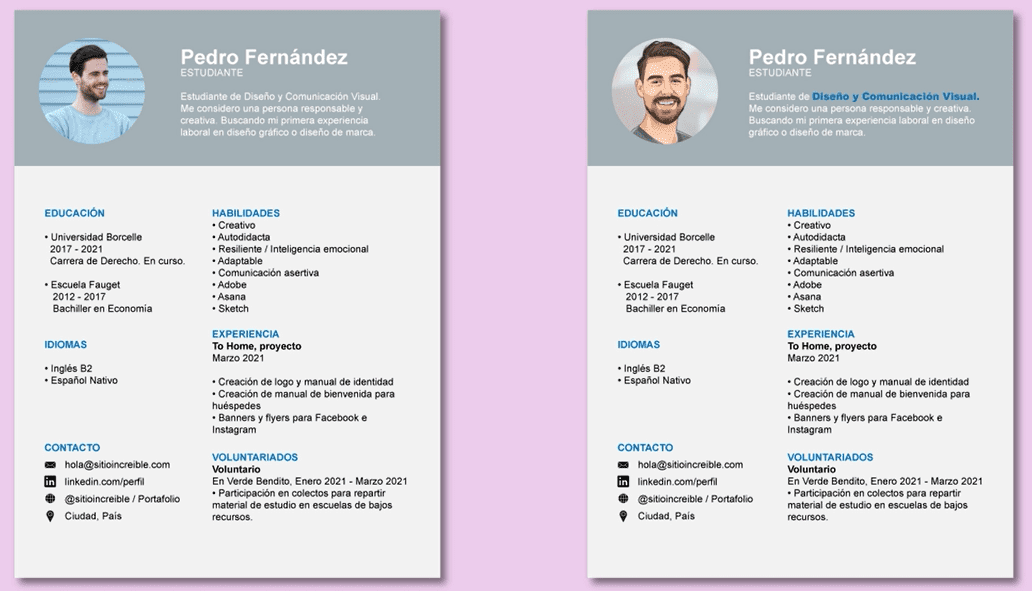 Pedro Fernández
ESTUDIANTE
Estudiante de Diseño y Comunicación Visual.
Me considero una persona responsable y
creativa. Buscando mi primera experiencia
laboral en diseño gráfico o diseño de marca.
EDUCACIÓN
• Universidad Borcelle
2017 - 2021
Carrera de Derecho. En curso.
• Escuela Fauget
2012 - 2017
Bachiller en Economía
IDIOMAS
• Inglés B2
• Español Nativo
CONTACTO
hola@sitioincreible.com
linkedin.com/perfil
@sitioincreible / Portafolio
Ciudad, País
HABILIDADES
• Creativo
• Autodidacta
• Resiliente / Inteligencia emocional
• Adaptable
• Comunicación asertiva
• Adobe
• Asana
• Sketch
EXPERIENCIA
To Home, proyecto
Marzo 2021
• Creación de logo y manual de identidad
• Creación de manual de bienvenida para
huéspedes
• Banners y flyers para Facebook e
Instagram
VOLUNTARIADOS
Voluntario
En Verde Bendito, Enero 2021 - Marzo 2021
• Participación en colectos para repartir
material de estudio en escuelas de bajos
recursos.
Pedro Fernández
ESTUDIANTE
Estudiante de Diseño y Comunicación Visual.
Me considero una persona responsable y creativa.
Buscando mi primera experiencia laboral en diseño
gráfico o diseño de marca.
EDUCACIÓN
• Universidad Borcelle
2017 - 2021
Carrera de Derecho. En curso.
• Escuela Fauget
2012 - 2017
Bachiller en Economía
IDIOMAS
• Inglés B2
• Español Nativo
CONTACTO
hola@sitioincreible.com
linkedin.com/perfil
@sitioincreible / Portafolio
Ciudad, País
HABILIDADES
• Creativo
• Autodidacta
• Resiliente / Inteligencia emocional
• Adaptable
• Comunicación asertiva
• Adobe
• Asana
• Sketch
EXPERIENCIA
To Home, proyecto
Marzo 2021
• Creación de logo y manual de identidad
• Creación de manual de bienvenida para
huéspedes
• Banners y flyers para Facebook e
Instagram
VOLUNTARIADOS
Voluntario
En Verde Bendito, Enero 2021 - Marzo 2021
• Participación en colectos para repartir
material de estudio en escuelas de bajos
recursos.